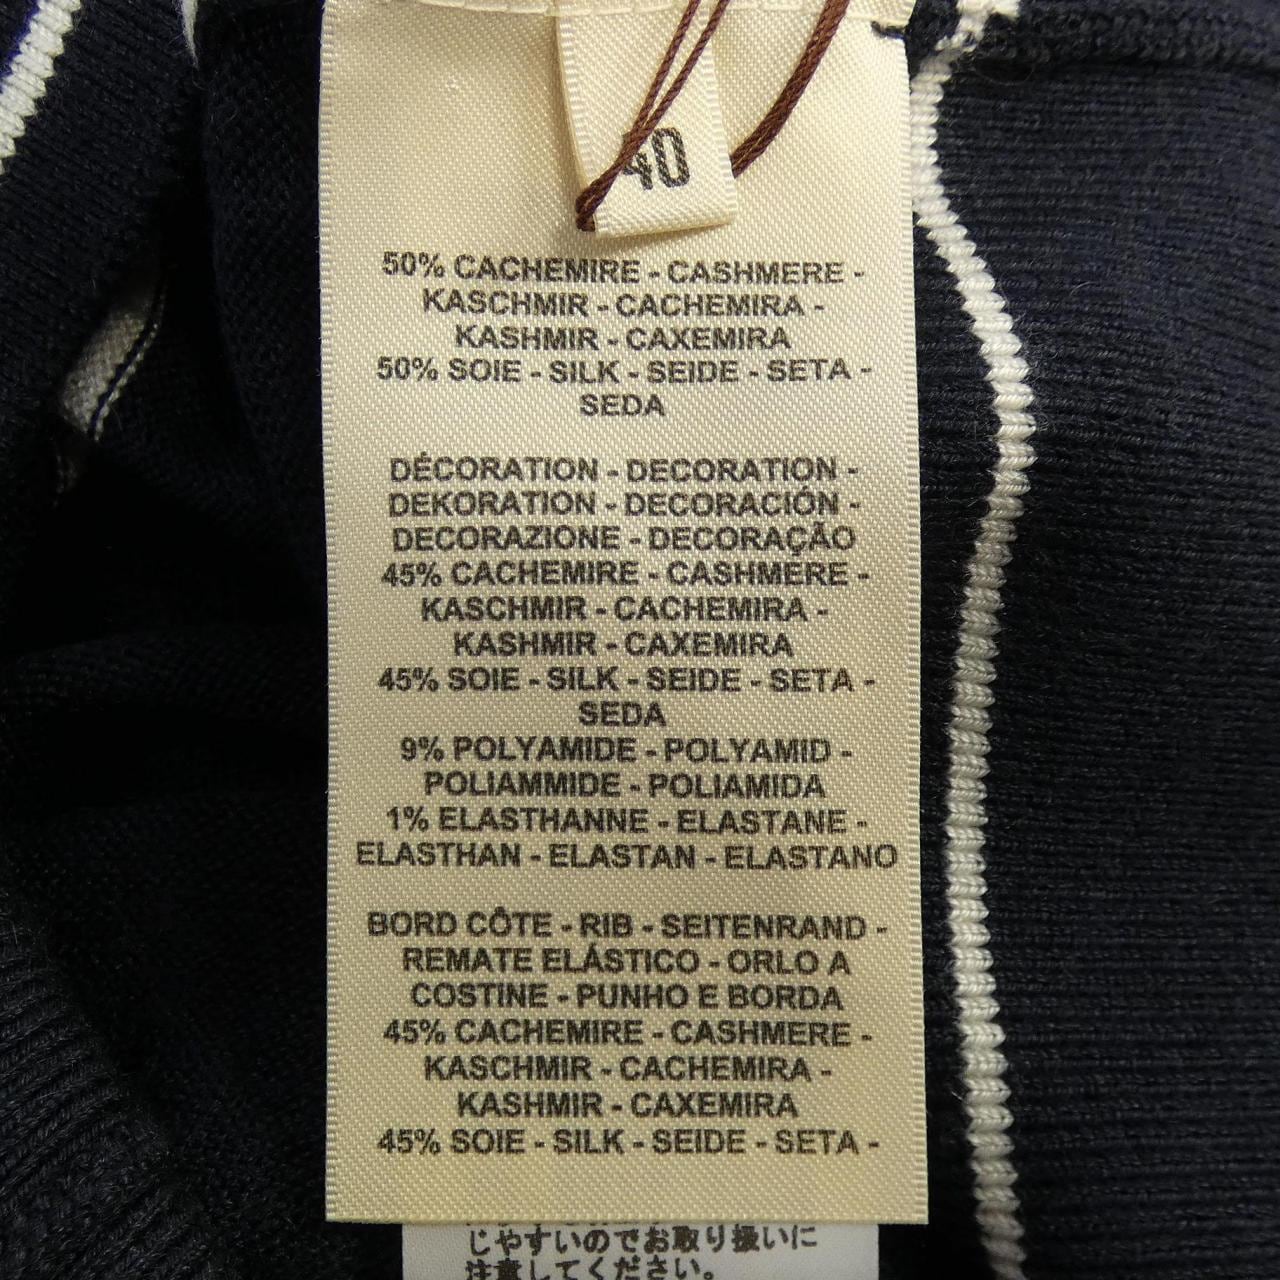 40
50% CACHEMIRE - CASHMERE -
KASCHMIR - CACHEMIRA -
KASHMIR - CAXEMIRA
50% SOIE - SILK - SEIDE - SETA -
SEDA
DÉCORATION - DECORATION -
DEKORATION - DECORACIÓN -
DECORAZIONE - DECORAÇÃO
45% CACHEMIRE - CASHMERE -
KASCHMIR - CACHEMIRA -
KASHMIR - CAXEMIRA
45% SOIE - SILK - SEIDE - SETA -
SEDA
9% POLYAMIDE - POLYAMID -
POLIAMMIDE - POLIAMIDA
1% ELASTHANNE - ELASTANE -
ELASTHAN - ELASTAN - ELASTANO
BORD CÔTE - RIB - SEITENRAND -
REMATE ELÁSTICO - ORLO A
COSTINE - PUNHO E BORDA
45% CACHEMIRE - CASHMERE -
KASCHMIR - CACHEMIRA -
KASHMIR - CAXEMIRA
45% SOIE - SILK - SEIDE - SETA -
じやすいのでお取り扱いに
注意してください。